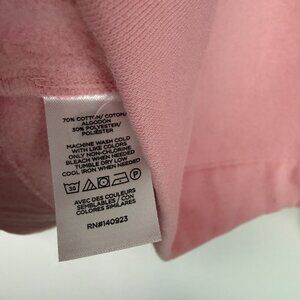 70% COTTON/ COTON/
ALGODÓN
30% POLYESTER/
POLIÉSTER
MACHINE WASH COLD
WITH LIKE COLORS
ONLY NON-CHLORINE
BLEACH WHEN NEEDED
TUMBLE DRY LOW
COOL IRON WHEN NEEDED
30 P
AVEC DES COULEURS
SEMBLABLES / CON
COLORES SIMILARES
RN#140923